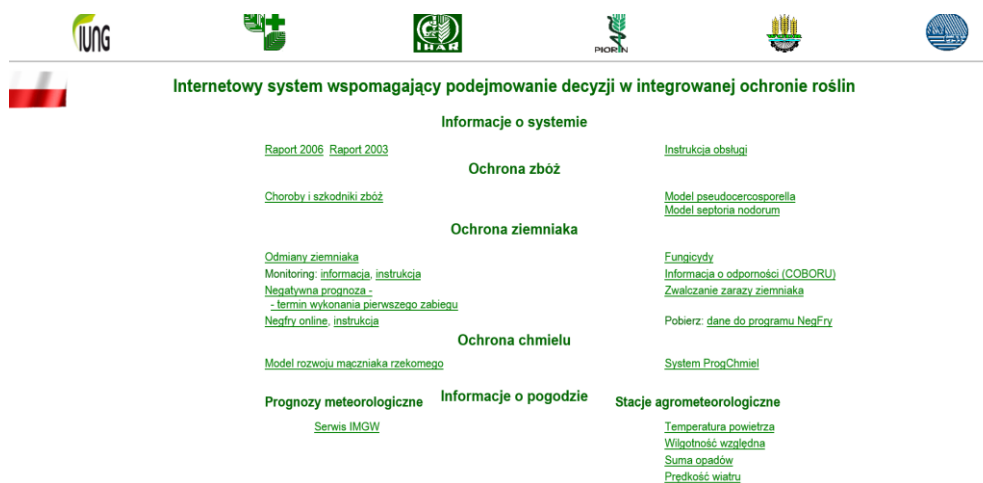 IUNG
IHAR
PIORIN
Internetowy system wspomagający podejmowanie decyzji w integrowanej ochronie roślin
Informacje o systemie
Raport 2006 Raport 2003
Instrukcja obsługi
Ochrona zbóż
Choroby i szkodniki zbóż
Model pseudocercosporella
Model septoria nodorum
Ochrona ziemniaka
Odmiany ziemniaka
Fungicydy
Monitoring: informacja, instrukcja
Informacja o odporności (COBORU)
Negatywna prognoza -
- termin wykonania pierwszego zabiegu
Zwalczanie zarazy ziemniaka
Negfry online, instrukcja
Pobierz: dane do programu NegFry
Ochrona chmielu
Model rozwoju mączniaka rzekomego
System ProgChmiel
Informacje o pogodzie
Prognozy meteorologiczne
Stacje agrometeorologiczne
Serwis IMGW
Temperatura powietrza
Wilgotność względna
Suma opadów
Prędkość wiatru